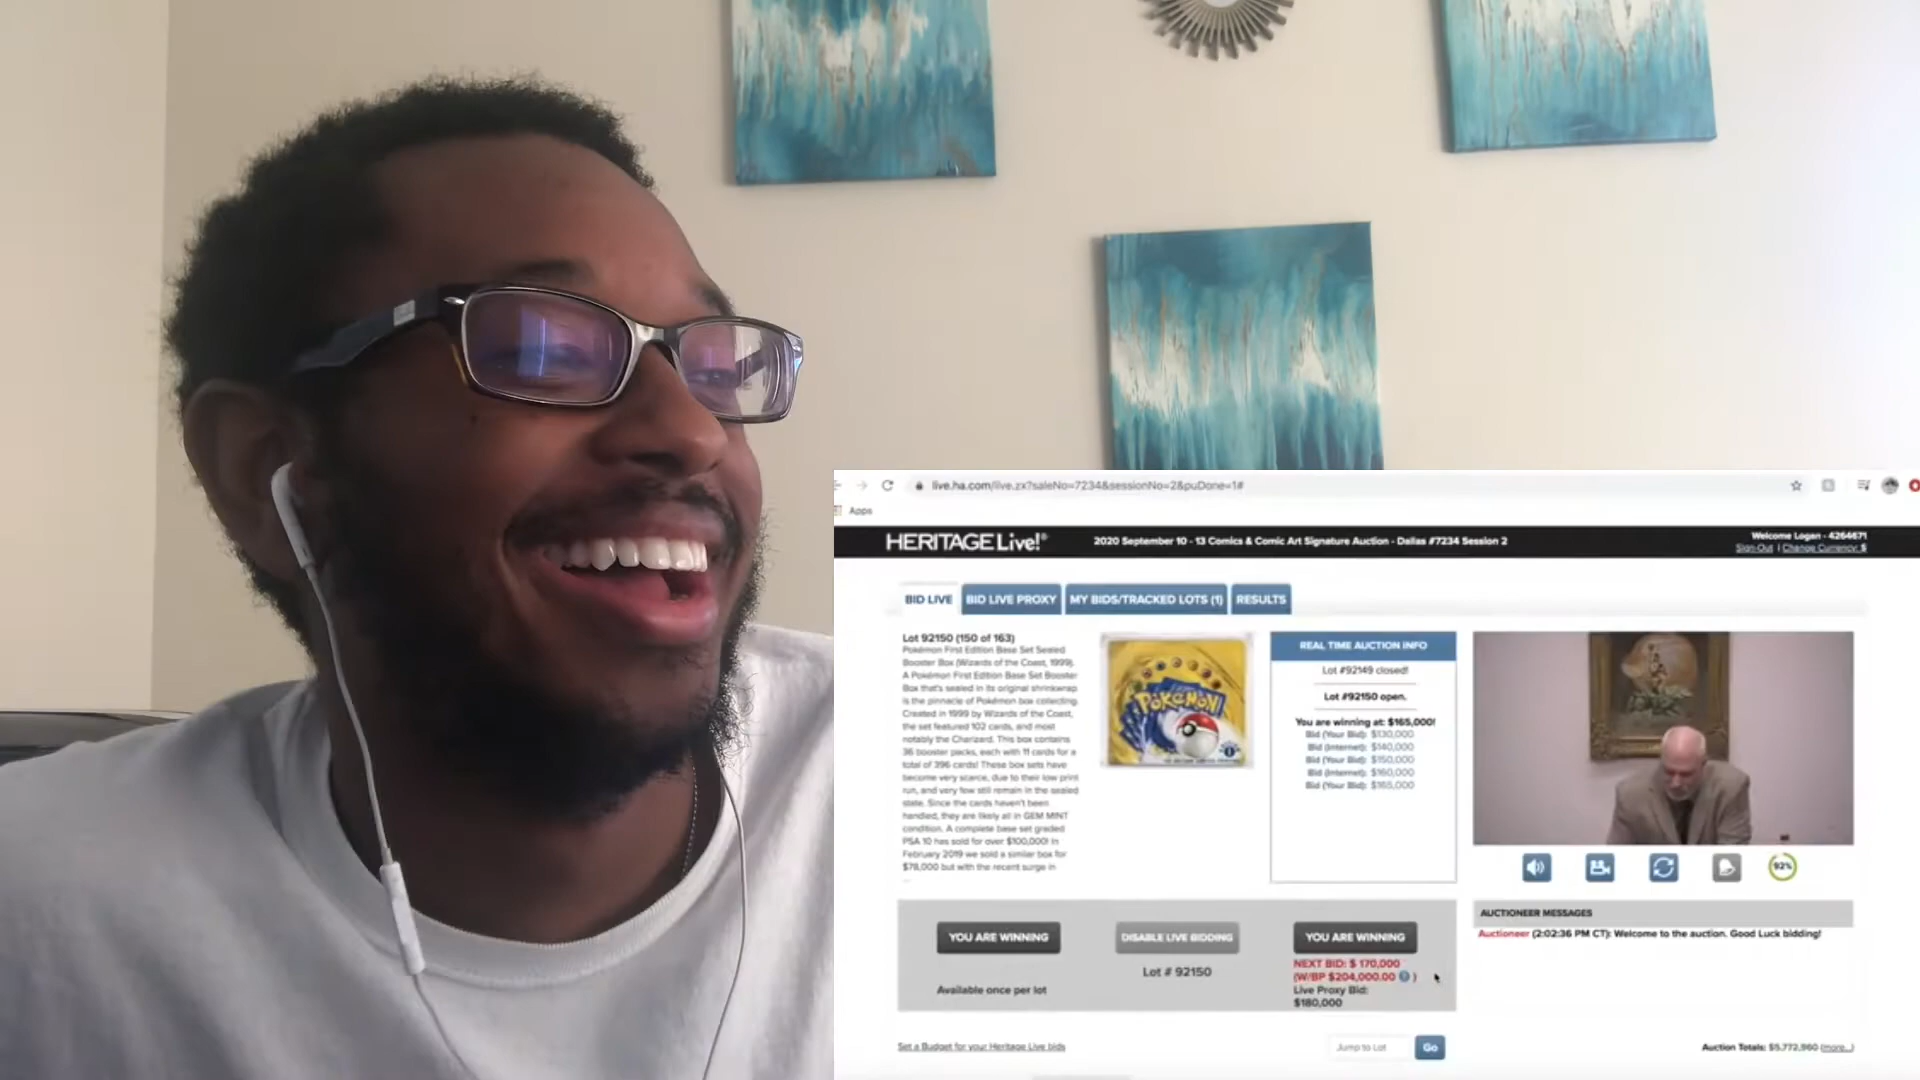 live.ha.com/live.zx?saleNo=7234&sessionNo=2&puDone=1#
Apps
HERITAGE Live!®
2020 September 10 - 13 Comics & Comic Art Signature Auction - Dallas #7234 Session 2
Welcome Logan - 4264671
Sign Out | Change Currency: $
BID LIVE
BID LIVE PROXY
MY BIDS/TRACKED LOTS (1)
RESULTS
Lot 92150 (150 of 163)
Pokémon First Edition Base Set Sealed
Booster Box (Wizards of the Coast, 1999).
A Pokémon First Edition Base Set Booster
Box that's sealed in its original shrinkwrap
is the pinnacle of Pokémon box collecting.
Created in 1999 by Wizards of the Coast,
the set featured 102 cards, and most
notably the Charizard. This box contains
36 booster packs, each with 11 cards for a
total of 396 cards! These box sets have
become very scarce, due to their low print
run, and very few still remain in the sealed
state. Since the cards haven't been
handled, they are likely all in GEM MINT
condition. A complete base set graded
PSA 10 has sold for over $100,000! In
February 2019 we sold a similar box for
$78,000 but with the recent surge in
...
POKéMON
REAL TIME AUCTION INFO
Lot #92149 closed!
Lot #92150 open.
You are winning at: $165,000!
Bid (Your Bid): $130,000
Bid (Internet): $140,000
Bid (Your Bid): $150,000
Bid (Internet): $160,000
Bid (Your Bid): $165,000
92%
YOU ARE WINNING
Available once per lot
DISABLE LIVE BIDDING
Lot # 92150
YOU ARE WINNING
NEXT BID: $ 170,000
(W/BP $204,000.00 ? )
Live Proxy Bid:
$180,000
AUCTIONEER MESSAGES
Auctioneer (2:02:36 PM CT): Welcome to the auction. Good Luck bidding!
Set a Budget for your Heritage Live bids
Jump to Lot
Go
Auction Totals: $5,772,860 (more...)